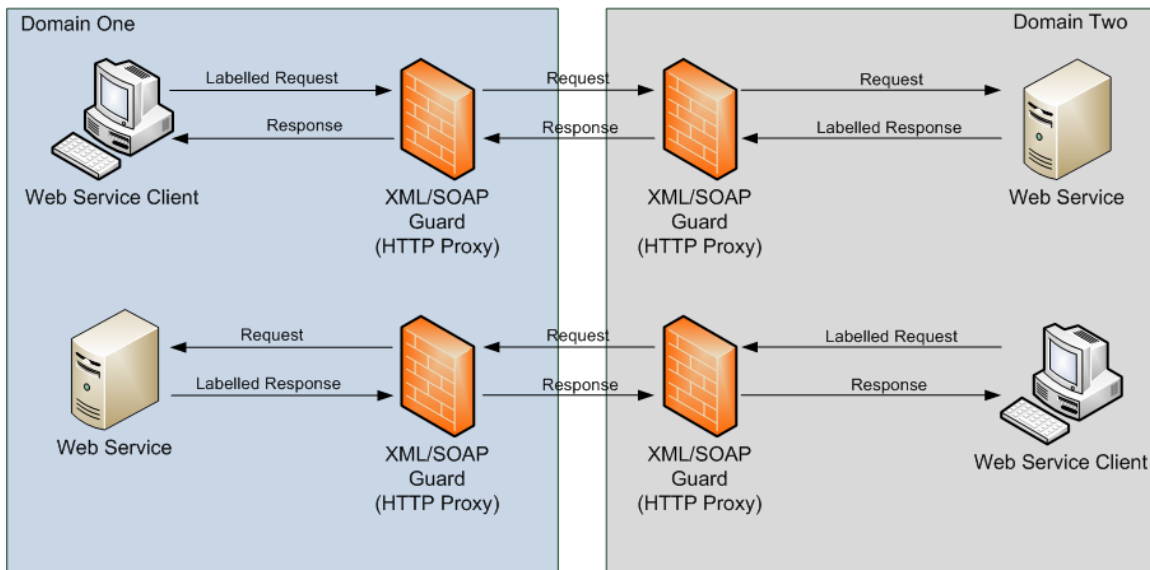 Domain One
Domain Two
Labelled Request
Request
Request
Response
Response
Labelled Response
Web Service Client
XML/SOAP
Guard
(HTTP Proxy)
XML/SOAP
Guard
(HTTP Proxy)
Web Service
Request
Request
Labelled Request
Labelled Response
Response
Response
Web Service
XML/SOAP
Guard
(HTTP Proxy)
XML/SOAP
Guard
(HTTP Proxy)
Web Service Client